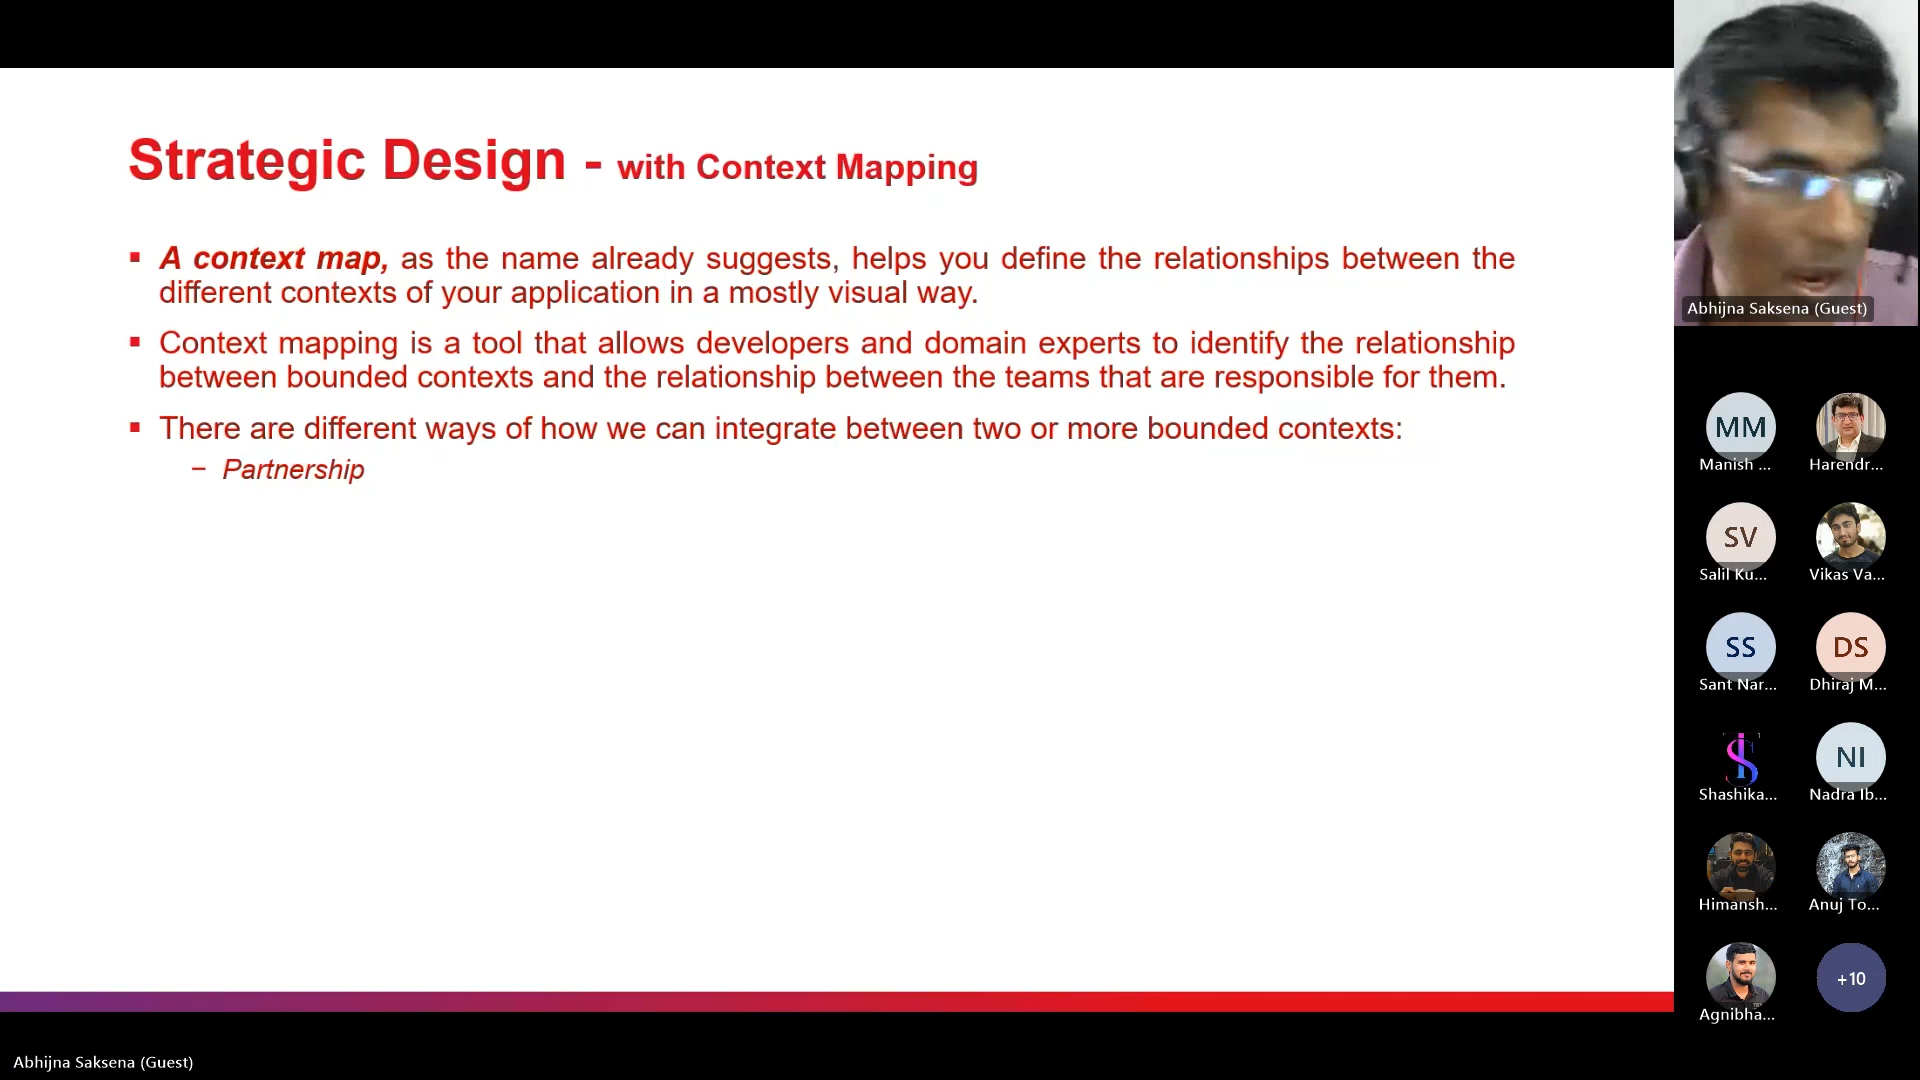 Strategic Design - with Context Mapping
▪ A context map, as the name already suggests, helps you define the relationships between the
different contexts of your application in a mostly visual way.
▪ Context mapping is a tool that allows developers and domain experts to identify the relationship
between bounded contexts and the relationship between the teams that are responsible for them.
▪ There are different ways of how we can integrate between two or more bounded contexts:
− Partnership
Abhijna Saksena (Guest)
MM
Manish ...
Harendr...
SV
Salil Ku...
Vikas Va...
SS
Sant Nar...
DS
Dhiraj M...
Shashika...
NI
Nadra Ib...
Himansh...
Anuj To...
Agnibha...
+10
Abhijna Saksena (Guest)